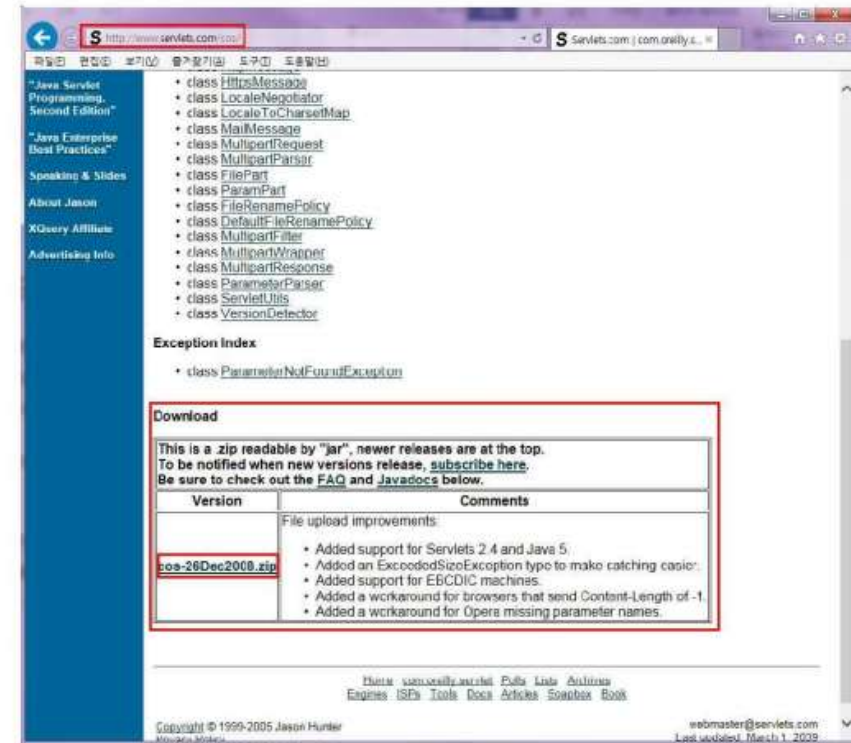 http://www.servlets.com/cos/
Servlets.com | com.oreilly.s...
파일(F) 편집(E) 보기(V) 즐겨찾기(A) 도구(T) 도움말(H)
"Java Servlet
Programming,
Second Edition"
"Java Enterprise
Best Practices"
Speaking & Slides
About Jason
XQuery Affiliate
Advertising Info
• class HttpsMessage
• class LocaleNegotiator
• class LocaleToCharsetMap
• class MailMessage
• class MultipartRequest
• class MultipartParser
• class FilePart
• class ParamPart
• class FileRenamePolicy
• class DefaultFileRenamePolicy
• class MultipartFilter
• class MultipartWrapper
• class MultipartResponse
• class ParameterParser
• class ServletUtils
• class VersionDetector
Exception Index
• class ParameterNotFoundException
Download
This is a .zip readable by "jar", newer releases are at the top.
To be notified when new versions release, subscribe here.
Be sure to check out the FAQ and Javadocs below.
Version Comments
cos-26Dec2008.zip
File upload improvements:
• Added support for Servlets 2.4 and Java 5.
• Added an ExceededSizeException type to make catching easier.
• Added support for EBCDIC machines.
• Added a workaround for browsers that send Content-Length of -1.
• Added a workaround for Opera missing parameter names.
Home com.oreilly.servlet Polls Lists Archives
Engines ISPs Tools Docs Articles Soapbox Book
Copyright © 1999-2005 Jason Hunter
webmaster@servlets.com
Privacy Policy
Last updated: March 1, 2009